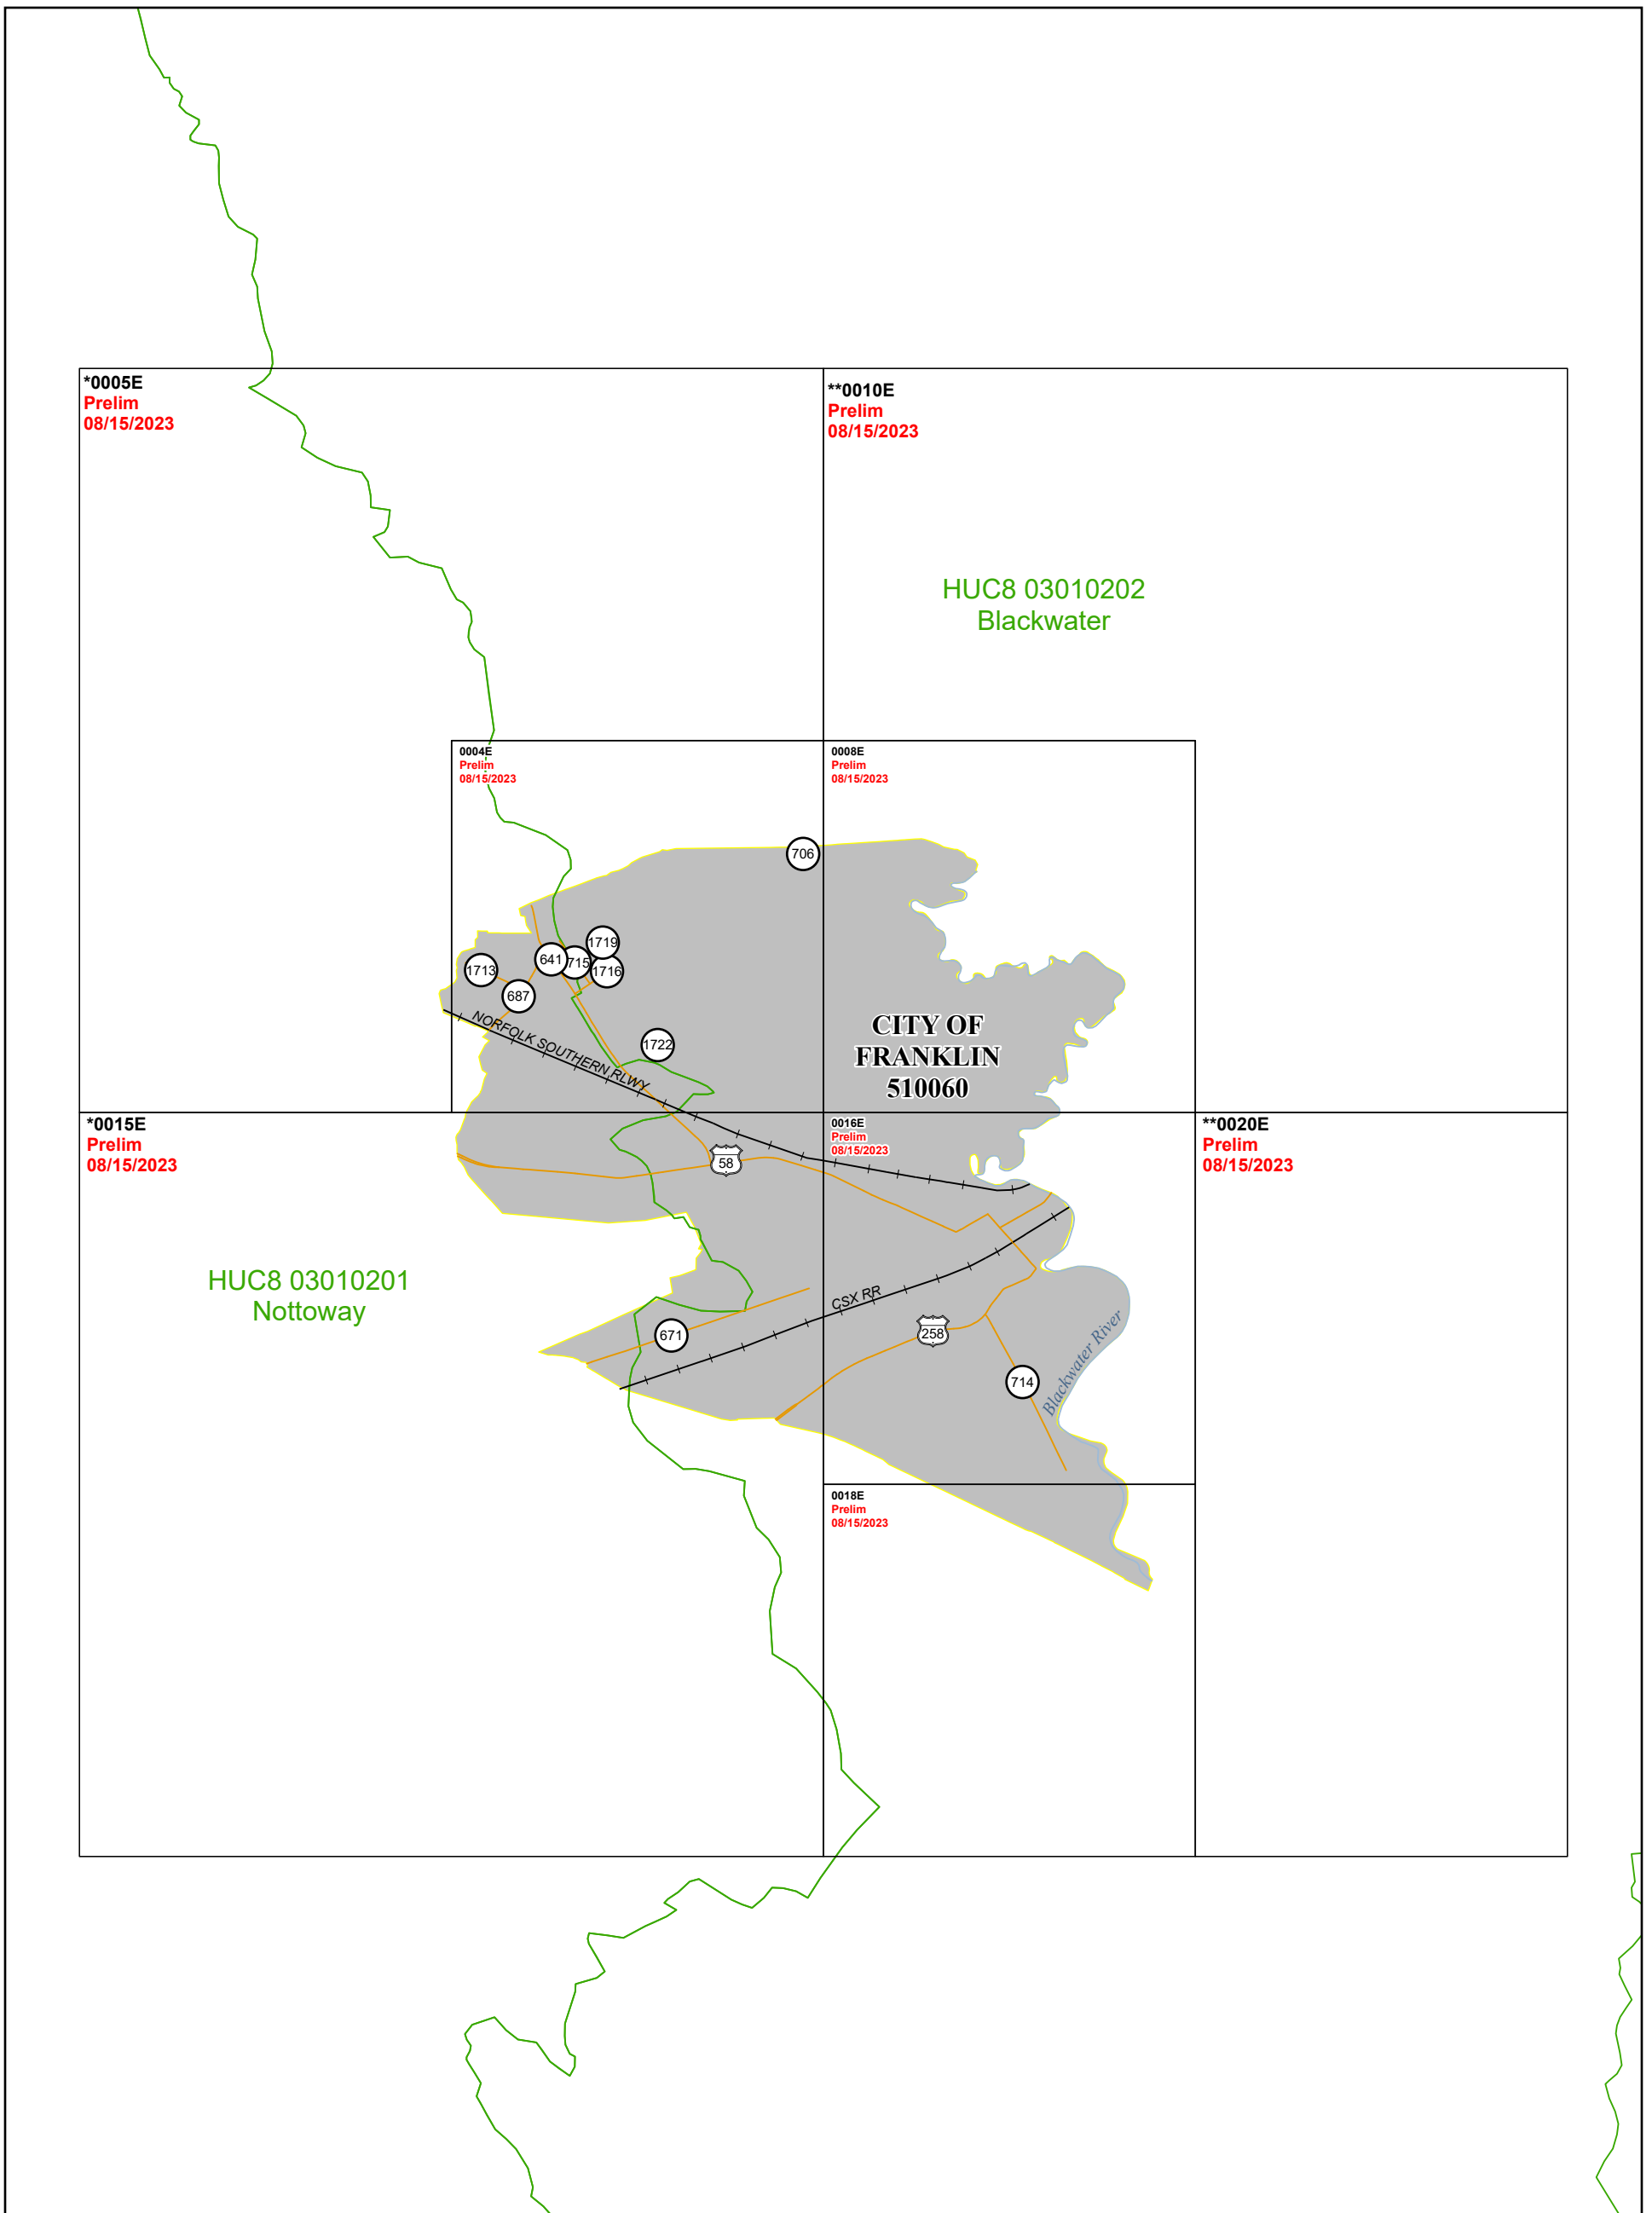 *0005E
Prelim
08/15/2023
**0010E
Prelim
08/15/2023
HUC8 03010202
Blackwater
0004E
Prelim
08/15/2023
0008E
Prelim
08/15/2023
706
1719
641
715
1716
1713
687
NORFOLK SOUTHERN RLWY
1722
CITY OF
FRANKLIN
510060
*0015E
Prelim
08/15/2023
0016E
Prelim
08/15/2023
**0020E
Prelim
08/15/2023
58
HUC8 03010201
Nottoway
CSX RR
671
258
714
Blackwater River
0018E
Prelim
08/15/2023